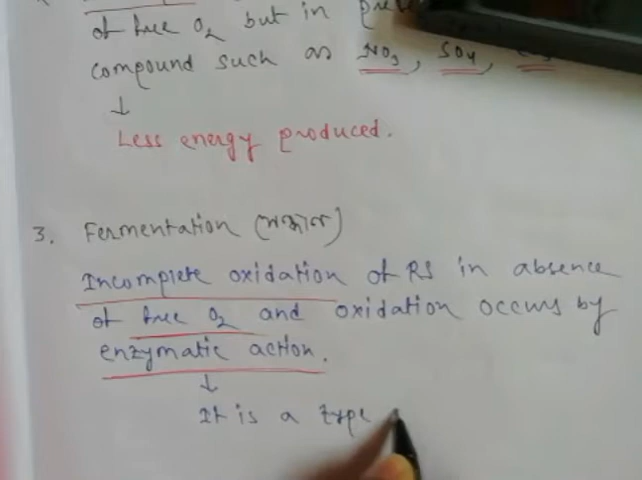 of free O2 but in
compound such as NO3, SO4,
↓
Less energy produced.
3. Fermentation (সন্ধান)
Incomplete oxidation of RS in absence
of free O2 and oxidation occurs by
enzymatic action.
↓
It is a type